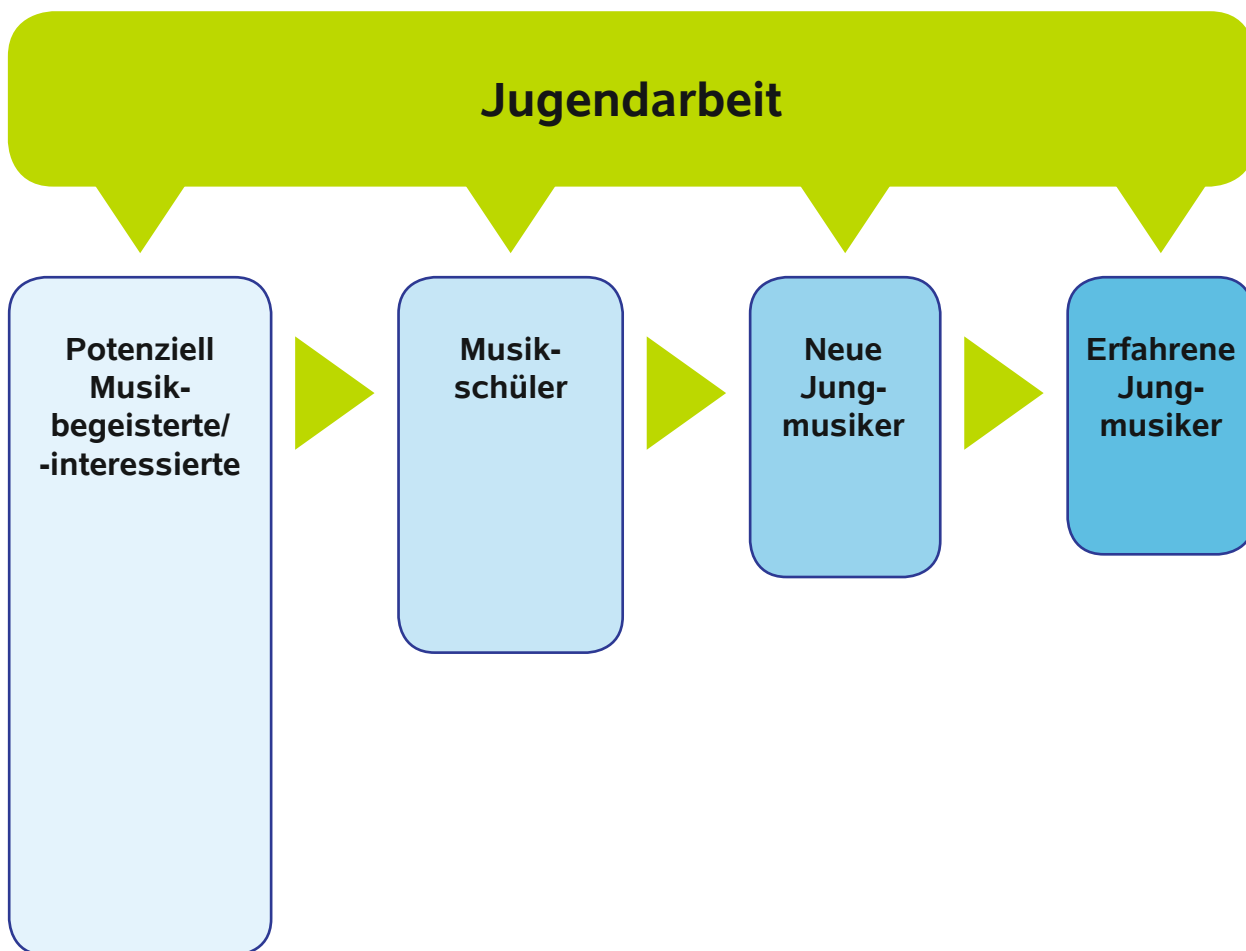 Jugendarbeit
Potenziell
Musik-
begeisterte/
-interessierte
Musik-
schüler
Neue
Jung-
musiker
Erfahrene
Jung-
musiker